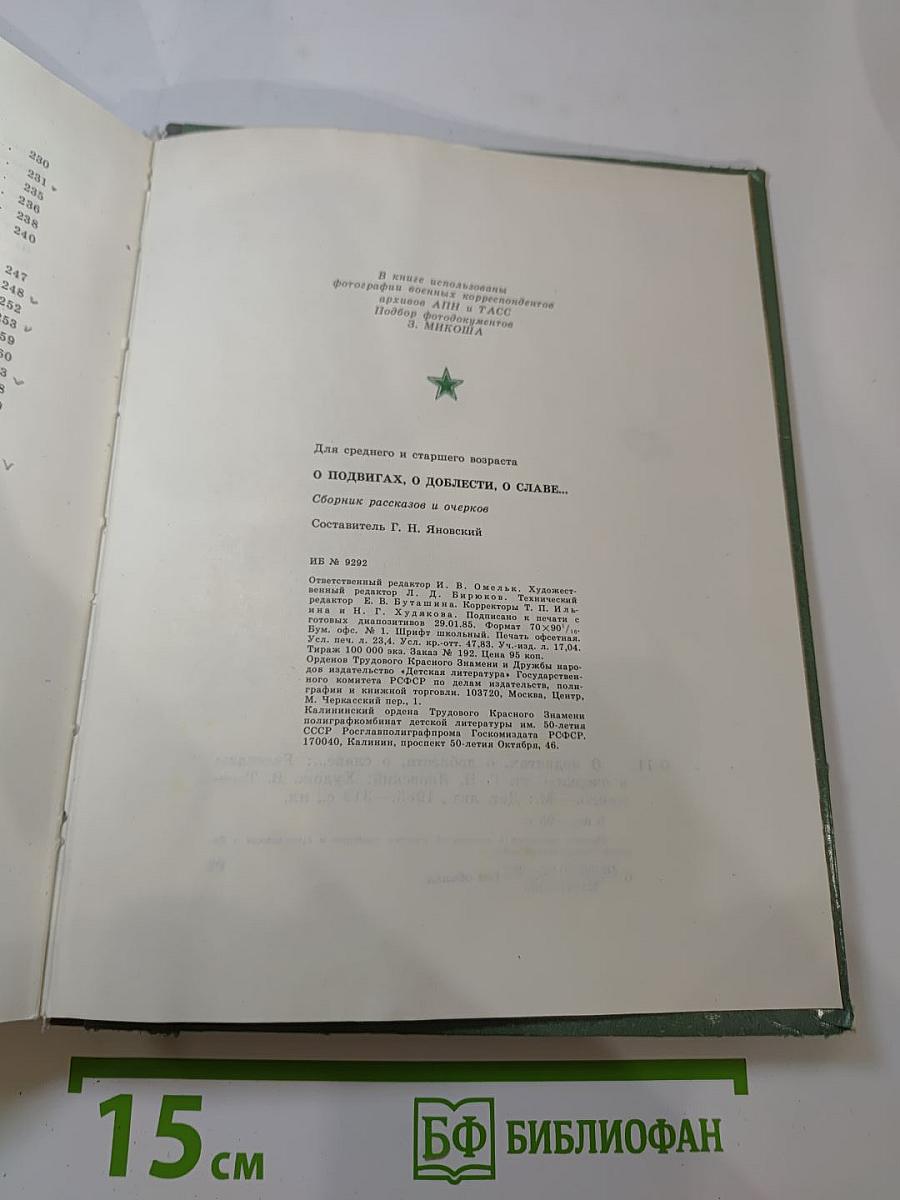 230
231
235
236
238
240
247
248
252
253
В книге использованы
фотографии военных корреспондентов
архивов АПН и ТАСС
Подбор фотодокументов
З. МИКОША
Для среднего и старшего возраста
О ПОДВИГАХ, О ДОБЛЕСТИ, О СЛАВЕ...
Сборник рассказов и очерков
Составитель Г. Н. Яновский
ИБ № 9292
Ответственный редактор И. В. Омельк. Художест-
венный редактор Л. Д. Бирюков. Технический
редактор Е. В. Буташина. Корректоры Т. П. Иль-
ина и Н. Г. Худякова. Подписано к печати с
готовых диапозитивов 29.01.85. Формат 70×90¹/₁₆.
Бум. офс. № 1. Шрифт школьный. Печать офсетная.
Усл. печ. л. 23,4. Усл. кр.-отт. 47,83. Уч.-изд. л. 17,04.
Тираж 100 000 экз. Заказ № 192. Цена 95 коп.
Орденов Трудового Красного Знамени и Дружбы наро-
дов издательство «Детская литература» Государствен-
ного комитета РСФСР по делам издательств, поли-
графии и книжной торговли. 103720, Москва, Центр,
М. Черкасский пер., 1.
Калининский ордена Трудового Красного Знамени
полиграфкомбинат детской литературы им. 50-летия
СССР Росглавполиграфпрома Госкомиздата РСФСР.
170040, Калинин, проспект 50-летия Октября, 46.
15 см
БФ БИБЛИОФАН